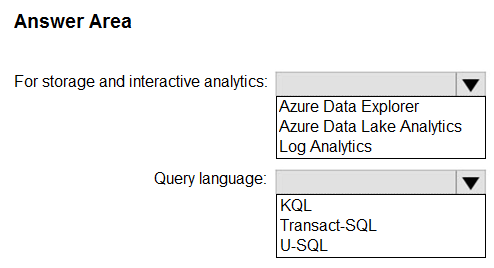 Answer Area
For storage and interactive analytics:
Azure Data Explorer
Azure Data Lake Analytics
Log Analytics
Query language:
KQL
Transact-SQL
U-SQL